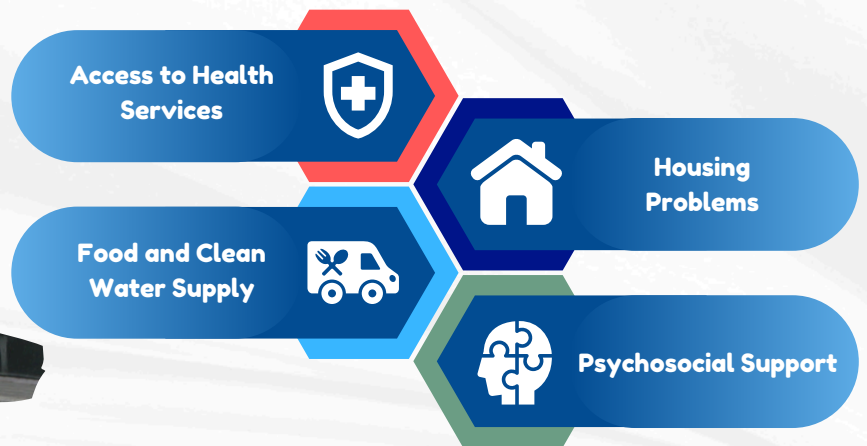 Access to Health
Services
Housing
Problems
Food and Clean
Water Supply
Psychosocial Support